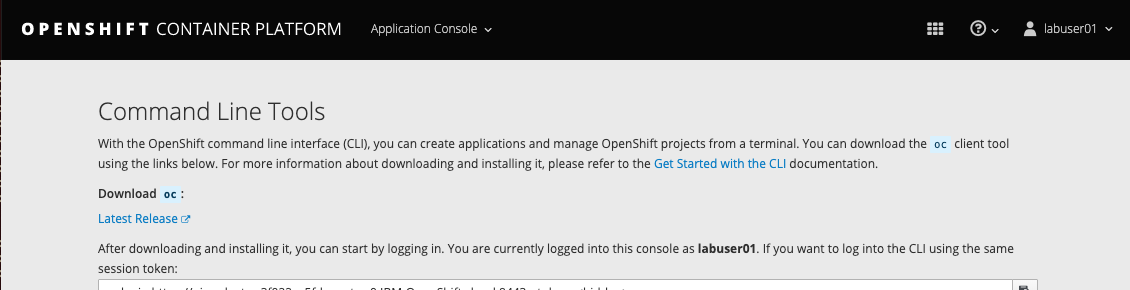 OPENSHIFT CONTAINER PLATFORM Application Console labuser01
Command Line Tools
With the OpenShift command line interface (CLI), you can create applications and manage OpenShift projects from a terminal. You can download the oc client tool
using the links below. For more information about downloading and installing it, please refer to the Get Started with the CLI documentation.
Download oc :
Latest Release
After downloading and installing it, you can start by logging in. You are currently logged into this console as labuser01. If you want to log into the CLI using the same
session token: